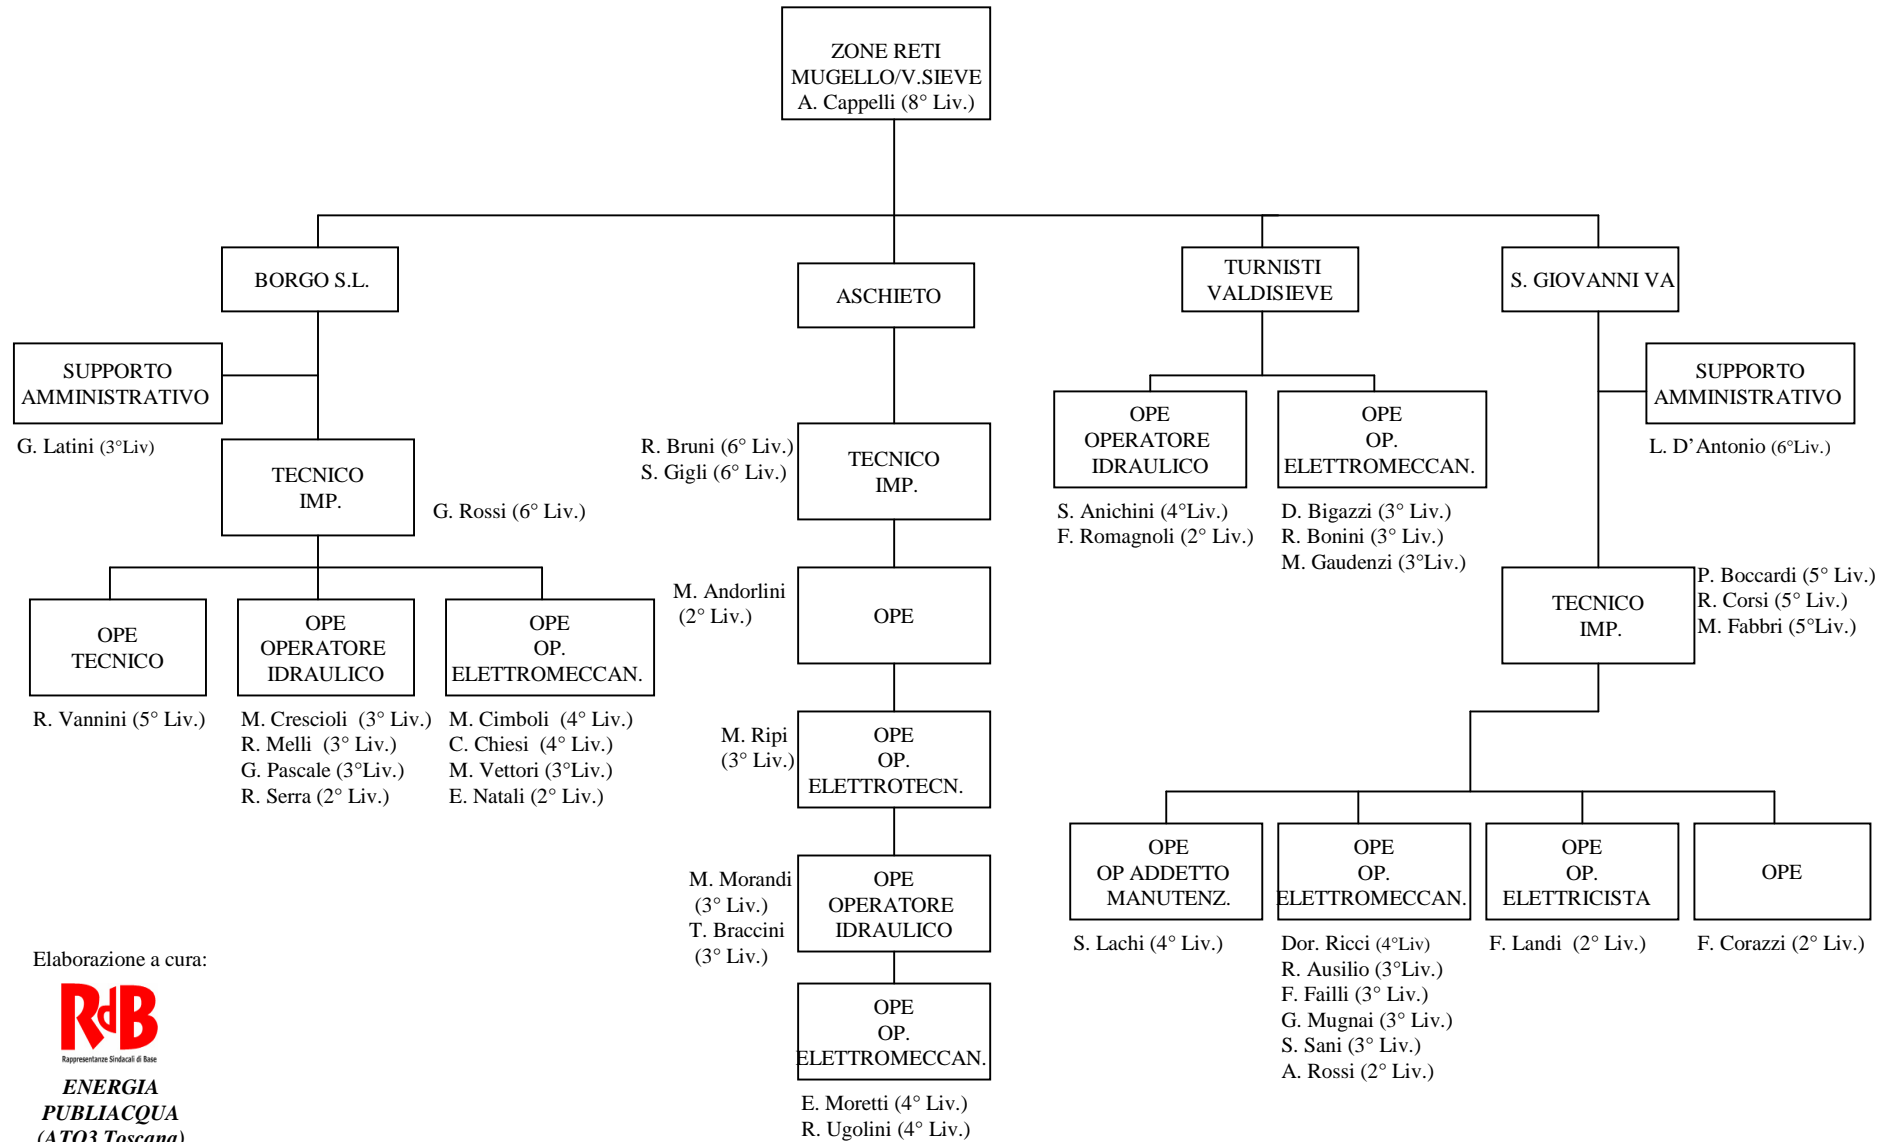 ZONE RETI
MUGELLO/V.SIEVE
A. Cappelli (8° Liv.)
BORGO S.L.
ASCHIETO
TURNISTI
VALDISIEVE
S. GIOVANNI VA
SUPPORTO
AMMINISTRATIVO
G. Latini (3°Liv)
TECNICO
IMP.
G. Rossi (6° Liv.)
OPE
TECNICO
R. Vannini (5° Liv.)
OPE
OPERATORE
IDRAULICO
M. Crescioli (3° Liv.)
R. Melli (3° Liv.)
G. Pascale (3°Liv.)
R. Serra (2° Liv.)
OPE
OP.
ELETTROMECCAN.
M. Cimboli (4° Liv.)
C. Chiesi (4° Liv.)
M. Vettori (3°Liv.)
E. Natali (2° Liv.)
R. Bruni (6° Liv.)
S. Gigli (6° Liv.)
TECNICO
IMP.
M. Andorlini
(2° Liv.)
OPE
M. Ripi
(3° Liv.)
OPE
OP.
ELETTROTECN.
M. Morandi
(3° Liv.)
T. Braccini
(3° Liv.)
OPE
OPERATORE
IDRAULICO
OPE
OP.
ELETTROMECCAN.
E. Moretti (4° Liv.)
R. Ugolini (4° Liv.)
OPE
OPERATORE
IDRAULICO
S. Anichini (4°Liv.)
F. Romagnoli (2° Liv.)
OPE
OP.
ELETTROMECCAN.
D. Bigazzi (3° Liv.)
R. Bonini (3° Liv.)
M. Gaudenzi (3°Liv.)
SUPPORTO
AMMINISTRATIVO
L. D’Antonio (6°Liv.)
TECNICO
IMP.
P. Boccardi (5° Liv.)
R. Corsi (5° Liv.)
M. Fabbri (5°Liv.)
OPE
OP ADDETTO
MANUTENZ.
S. Lachi (4° Liv.)
OPE
OP.
ELETTROMECCAN.
Dor. Ricci (4°Liv)
R. Ausilio (3°Liv.)
F. Failli (3° Liv.)
G. Mugnai (3° Liv.)
S. Sani (3° Liv.)
A. Rossi (2° Liv.)
OPE
OP.
ELETTRICISTA
F. Landi (2° Liv.)
OPE
F. Corazzi (2° Liv.)
Elaborazione a cura:
RdB
Rappresentanze Sindacali di Base
ENERGIA
PUBLIACQUA
(ATO3 Toscana)